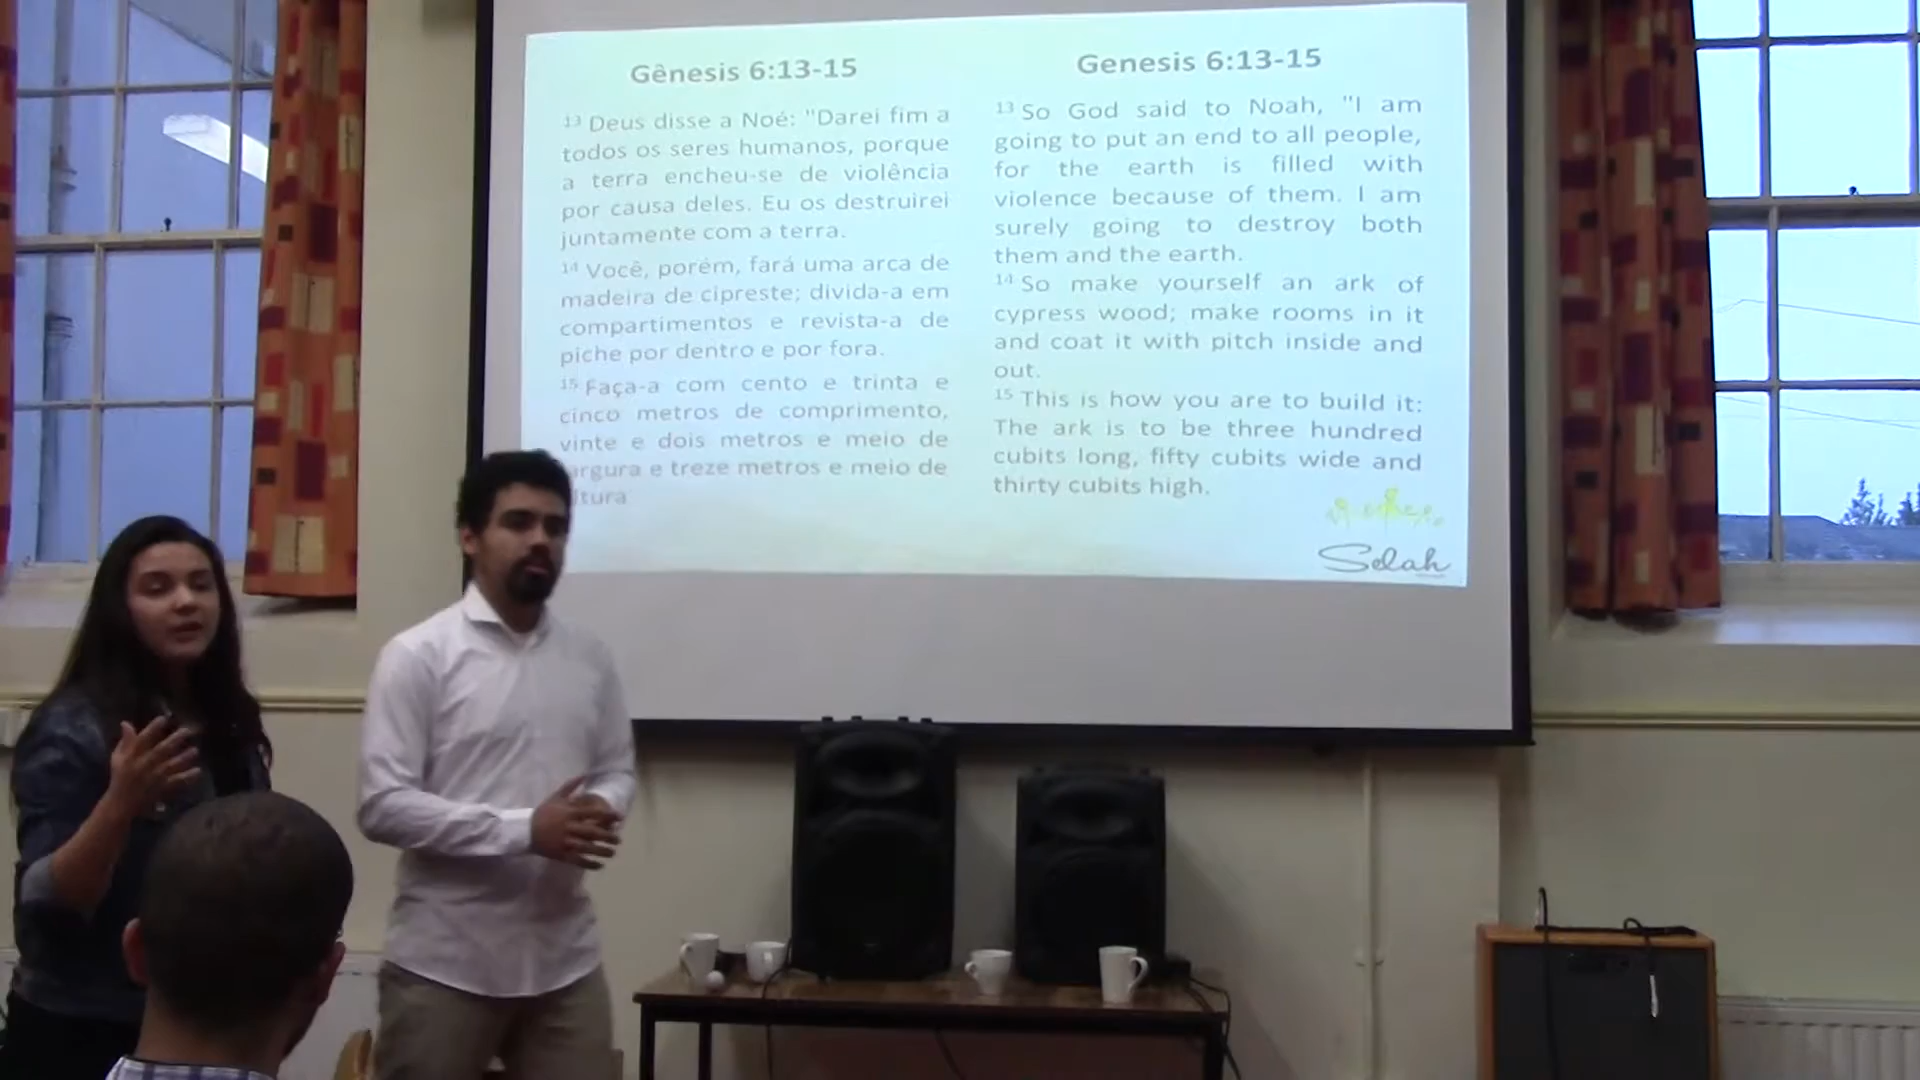 Gênesis 6:13-15
13 Deus disse a Noé: "Darei fim a
todos os seres humanos, porque
a terra encheu-se de violência
por causa deles. Eu os destruirei
juntamente com a terra.
14 Você, porém, fará uma arca de
madeira de cipreste; divida-a em
compartimentos e revista-a de
piche por dentro e por fora.
15 Faça-a com cento e trinta e
cinco metros de comprimento,
vinte e dois metros e meio de
argura e treze metros e meio de
ltura
Genesis 6:13-15
13 So God said to Noah, "I am
going to put an end to all people,
for the earth is filled with
violence because of them. I am
surely going to destroy both
them and the earth.
14 So make yourself an ark of
cypress wood; make rooms in it
and coat it with pitch inside and
out.
15 This is how you are to build it:
The ark is to be three hundred
cubits long, fifty cubits wide and
thirty cubits high.
Selah